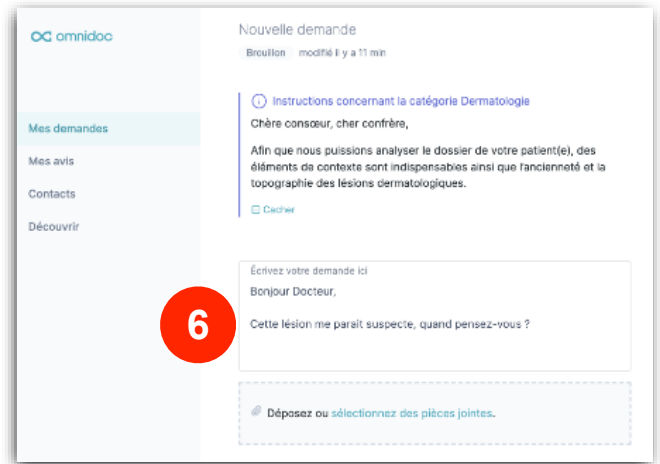 omnidoc
Nouvelle demande
Brouillon modifié il y a 11 min
Instructions concernant la catégorie Dermatologie
Chère consœur, cher confrère,
Afin que nous puissions analyser le dossier de votre patient(e), des
éléments de contexte sont indispensables ainsi que l'ancienneté et la
topographie des lésions dermatologiques.
Cacher
Mes demandes
Mes avis
Contacts
Découvrir
Écrivez votre demande ici
Bonjour Docteur,
Cette lésion me parait suspecte, quand pensez-vous ?
6
Déposez ou sélectionnez des pièces jointes.